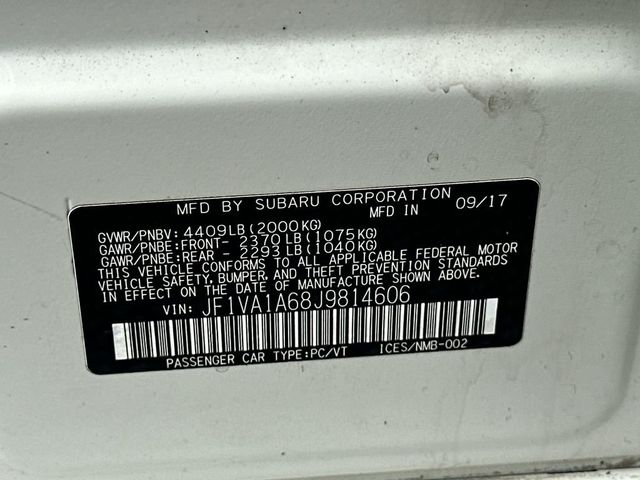 MFD BY SUBARU CORPORATION
MFD IN 09/17
GVWR/PNBV: 4409LB(2000KG)
GAWR/PNBE:FRONT- 2370LB(1075KG)
GAWR/PNBE:REAR - 2293LB(1040KG)
THIS VEHICLE CONFORMS TO ALL APPLICABLE FEDERAL MOTOR
VEHICLE SAFETY, BUMPER, AND THEFT PREVENTION STANDARDS
IN EFFECT ON THE DATE OF MANUFACTURE SHOWN ABOVE.
VIN: JF1VA1A68J9814606
PASSENGER CAR TYPE:PC/VT ICES/NMB-002